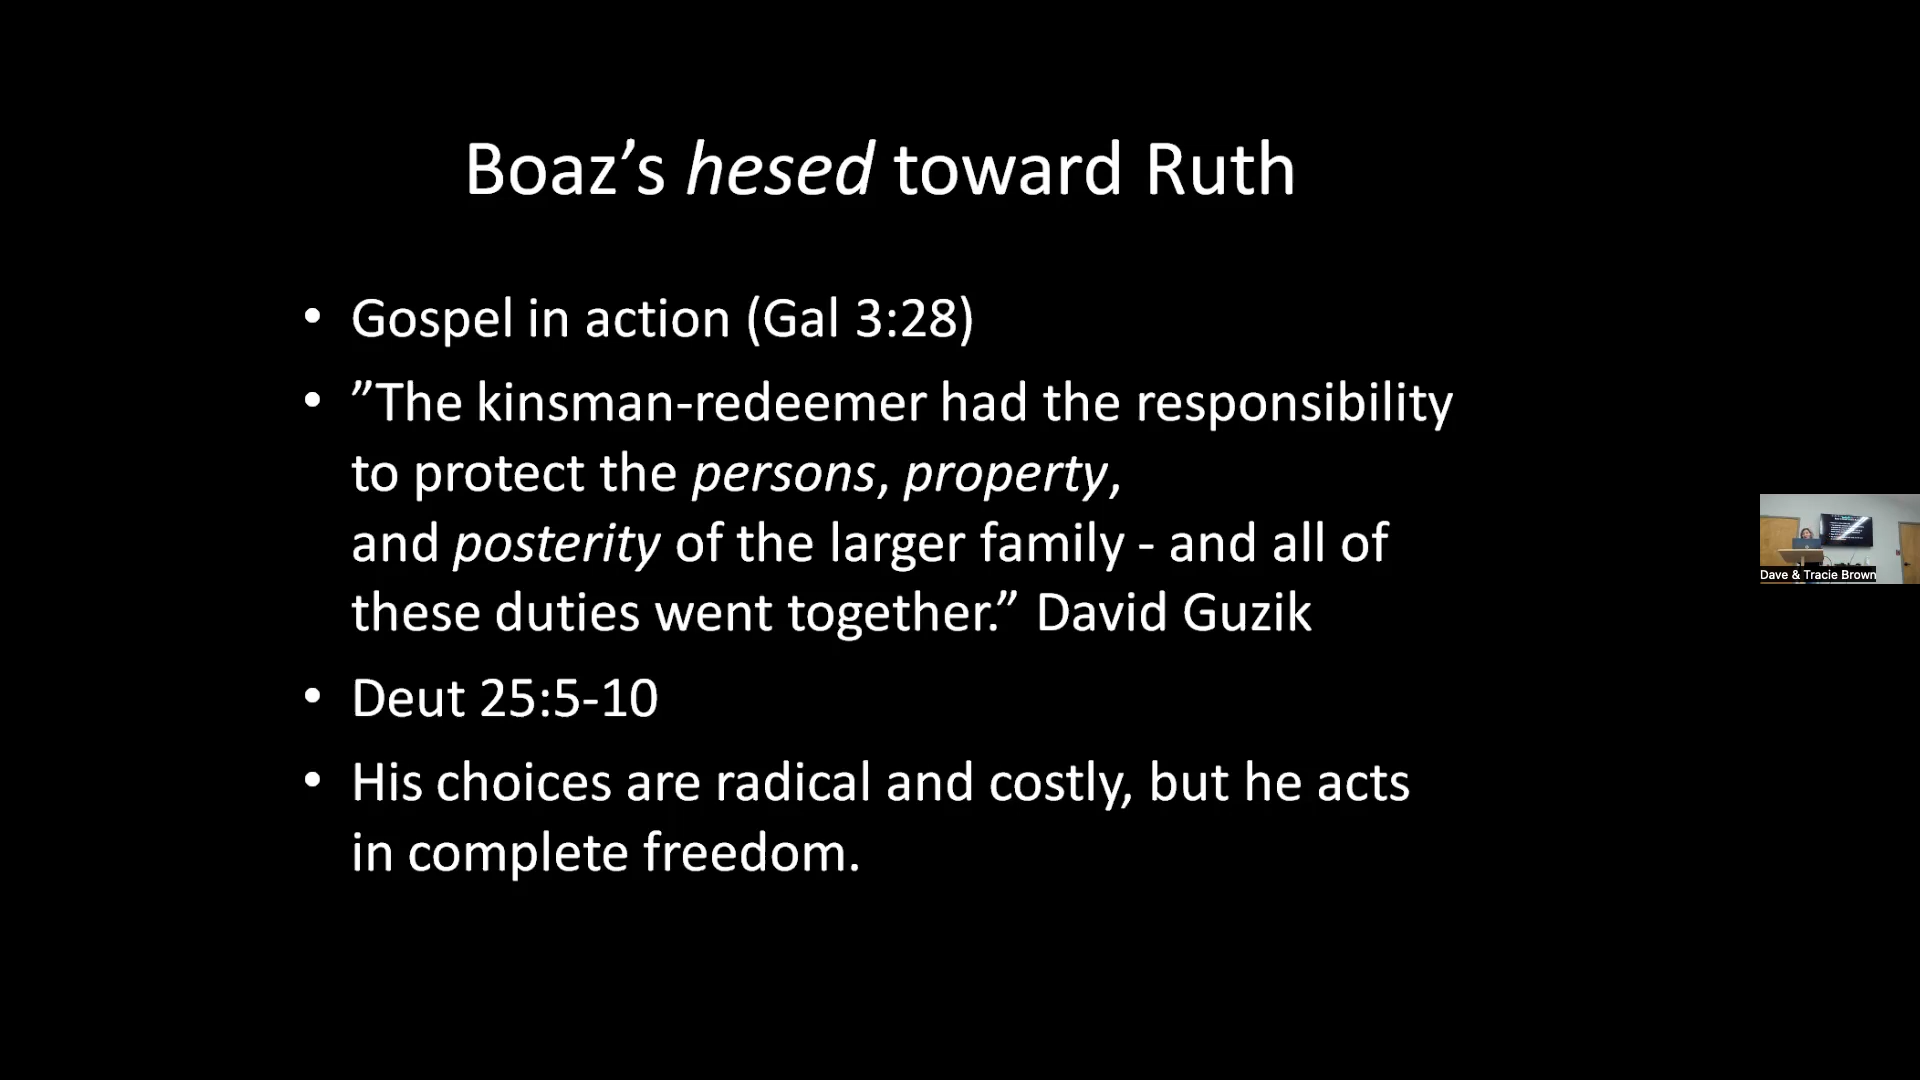 Boaz’s hesed toward Ruth
• Gospel in action (Gal 3:28)
• ”The kinsman-redeemer had the responsibility
to protect the persons, property,
and posterity of the larger family - and all of
these duties went together.” David Guzik
• Deut 25:5-10
• His choices are radical and costly, but he acts
in complete freedom.
Dave & Tracie Brown